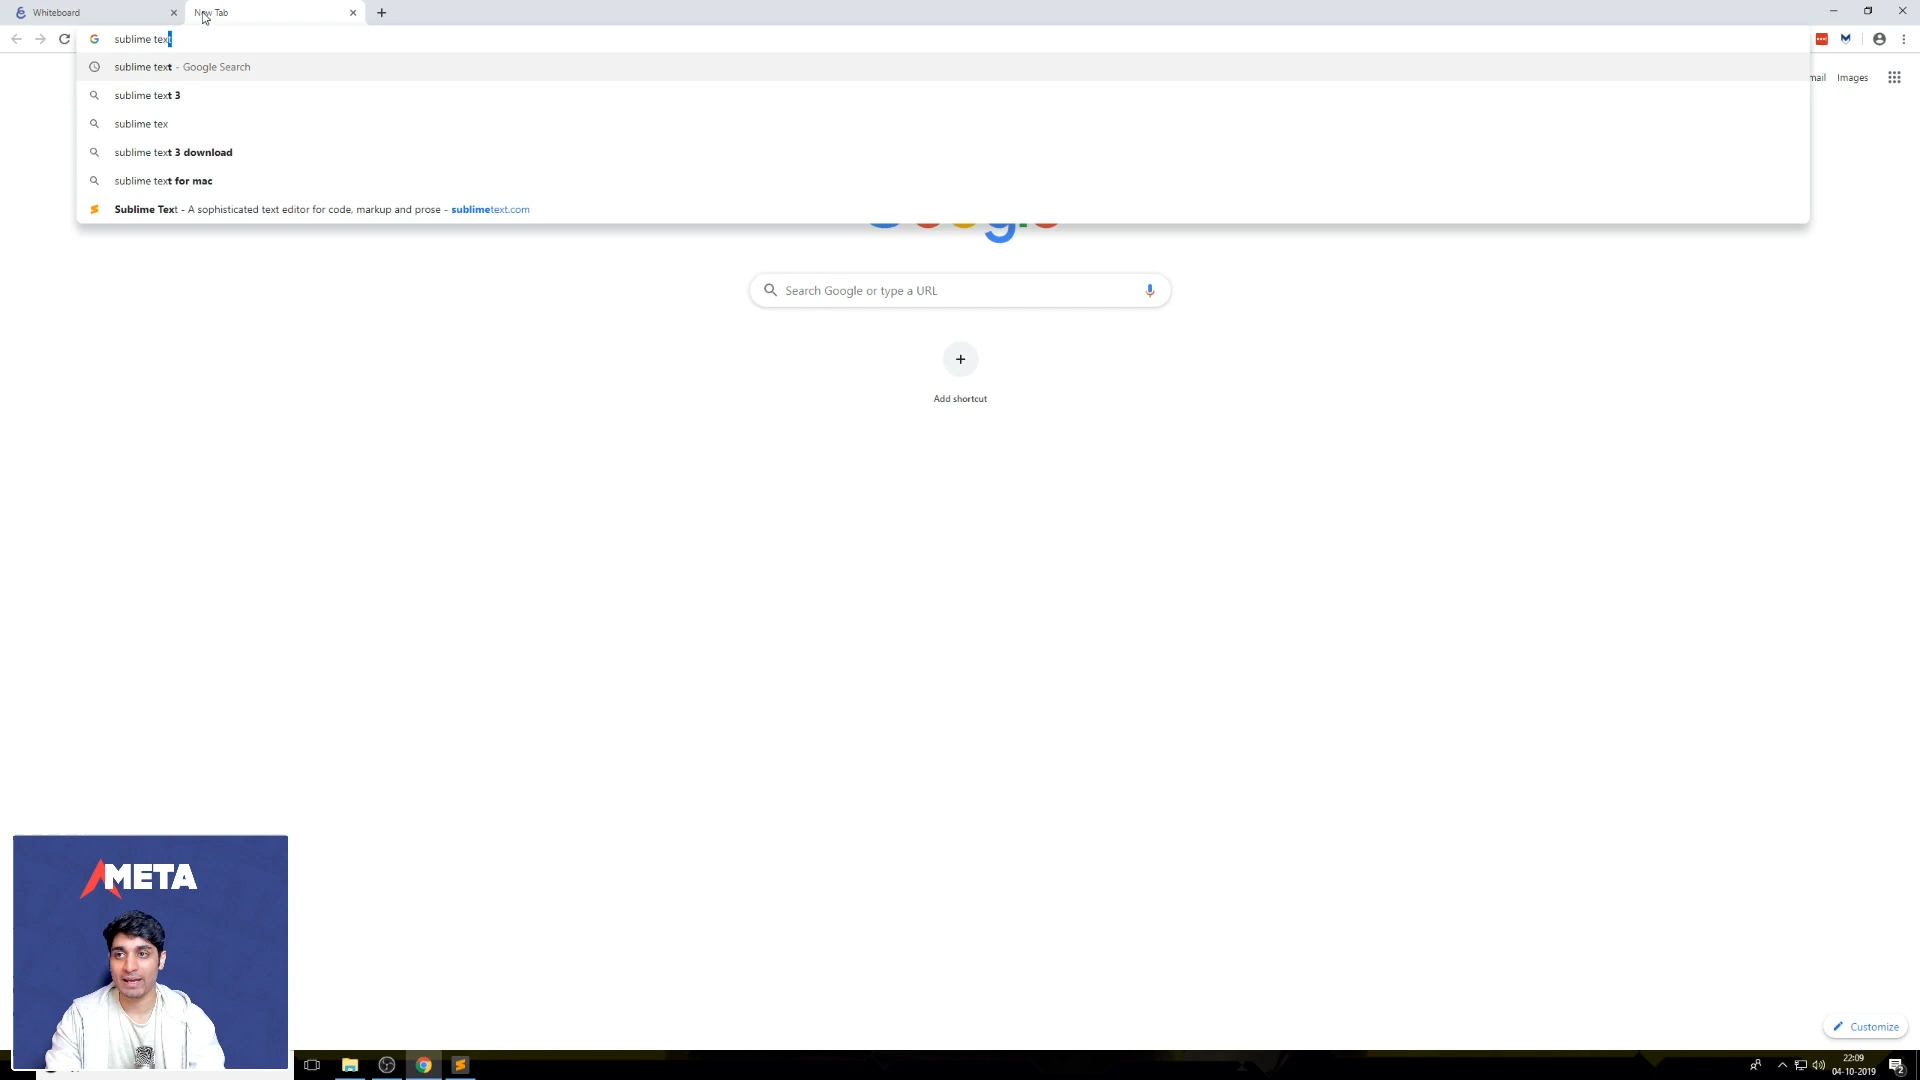 Whiteboard
New Tab
sublime text
sublime text - Google Search
mail Images
sublime text 3
sublime tex
sublime text 3 download
sublime text for mac
Sublime Text - A sophisticated text editor for code, markup and prose - sublimetext.com
Search Google or type a URL
Add shortcut
META
Customize
22:09
04-10-2019
2